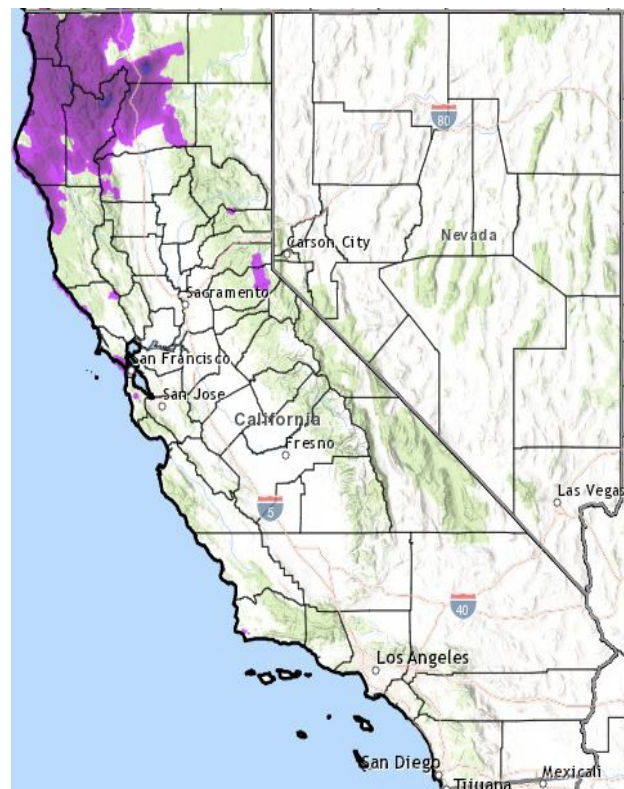 80
Carson City
Nevada
Sacramento
San Francisco
San Jose
California
Fresno
5
Las Vegas
40
Los Angeles
San Diego
Mexicali
Tijuana